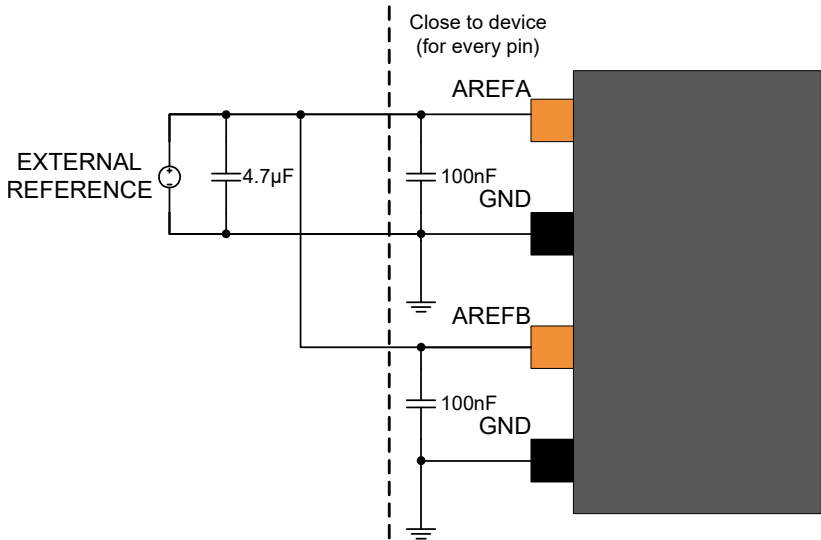 Close to device
(for every pin)
AREFA
EXTERNAL
REFERENCE
4.7µF
100nF
GND
AREFB
100nF
GND